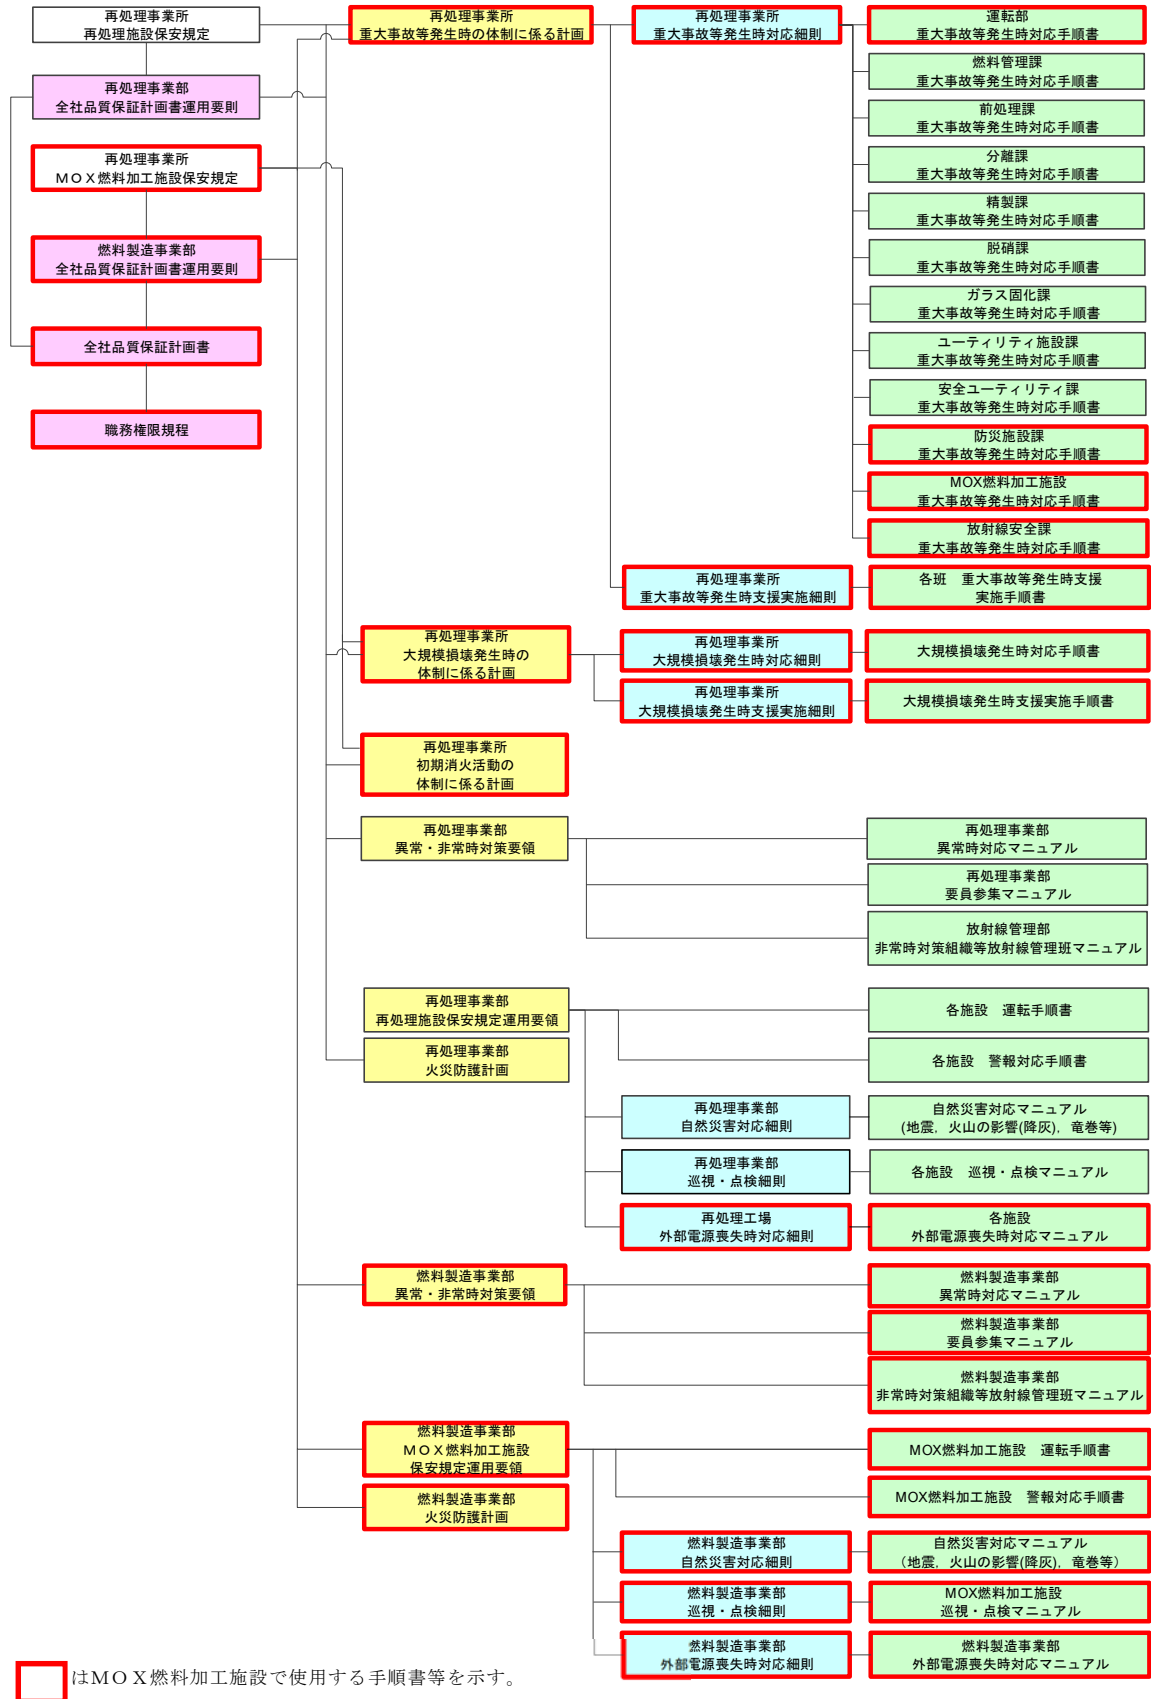 再処理事業所
再処理施設保安規定
再処理事業部
全社品質保証計画書運用要則
再処理事業所
ＭＯＸ燃料加工施設保安規定
燃料製造事業部
全社品質保証計画書運用要則
全社品質保証計画書
職務権限規程
再処理事業所
重大事故等発生時の体制に係る計画
再処理事業所
重大事故等発生時対応細則
運転部
重大事故等発生時対応手順書
燃料管理課
重大事故等発生時対応手順書
前処理課
重大事故等発生時対応手順書
分離課
重大事故等発生時対応手順書
精製課
重大事故等発生時対応手順書
脱硝課
重大事故等発生時対応手順書
ガラス固化課
重大事故等発生時対応手順書
ユーティリティ施設課
重大事故等発生時対応手順書
安全ユーティリティ課
重大事故等発生時対応手順書
防災施設課
重大事故等発生時対応手順書
MOX燃料加工施設
重大事故等発生時対応手順書
放射線安全課
重大事故等発生時対応手順書
再処理事業所
重大事故等発生時支援実施細則
各班　重大事故等発生時支援
実施手順書
再処理事業所
大規模損壊発生時の
体制に係る計画
再処理事業所
大規模損壊発生時対応細則
大規模損壊発生時対応手順書
再処理事業所
大規模損壊発生時支援実施細則
大規模損壊発生時支援実施手順書
再処理事業所
初期消火活動の
体制に係る計画
再処理事業部
異常・非常時対策要領
再処理事業部
異常時対応マニュアル
再処理事業部
要員参集マニュアル
放射線管理部
非常時対策組織等放射線管理班マニュアル
再処理事業部
再処理施設保安規定運用要領
各施設　運転手順書
再処理事業部
火災防護計画
各施設　警報対応手順書
再処理事業部
自然災害対応細則
自然災害対応マニュアル
(地震，火山の影響(降灰)，竜巻等)
再処理事業部
巡視・点検細則
各施設　巡視・点検マニュアル
再処理工場
外部電源喪失時対応細則
各施設
外部電源喪失時対応マニュアル
燃料製造事業部
異常・非常時対策要領
燃料製造事業部
異常時対応マニュアル
燃料製造事業部
要員参集マニュアル
燃料製造事業部
非常時対策組織等放射線管理班マニュアル
燃料製造事業部
ＭＯＸ燃料加工施設
保安規定運用要領
MOX燃料加工施設　運転手順書
燃料製造事業部
火災防護計画
MOX燃料加工施設　警報対応手順書
燃料製造事業部
自然災害対応細則
自然災害対応マニュアル
（地震，火山の影響(降灰)，竜巻等）
燃料製造事業部
巡視・点検細則
MOX燃料加工施設
巡視・点検マニュアル
燃料製造事業部
外部電源喪失時対応細則
燃料製造事業部
外部電源喪失時対応マニュアル
はＭＯＸ燃料加工施設で使用する手順書等を示す。